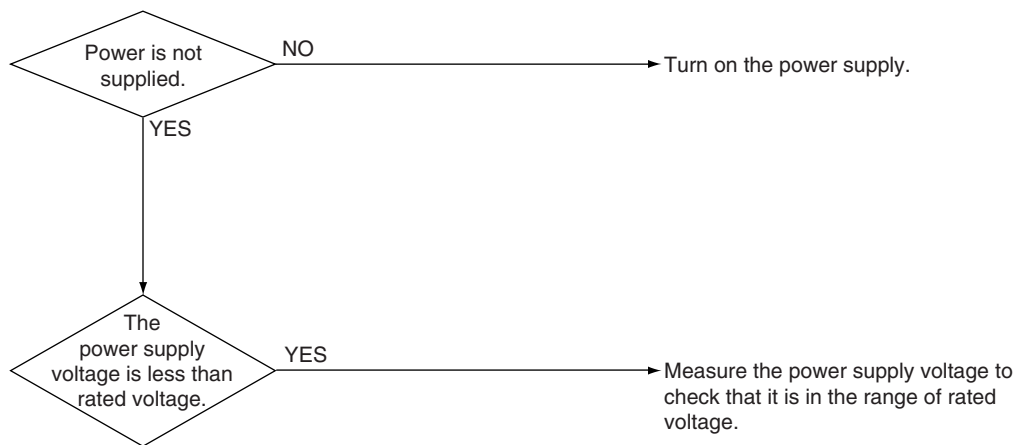 Power is not
supplied.
NO
Turn on the power supply.
YES
The
power supply
voltage is less than
rated voltage.
YES
Measure the power supply voltage to
check that it is in the range of rated
voltage.